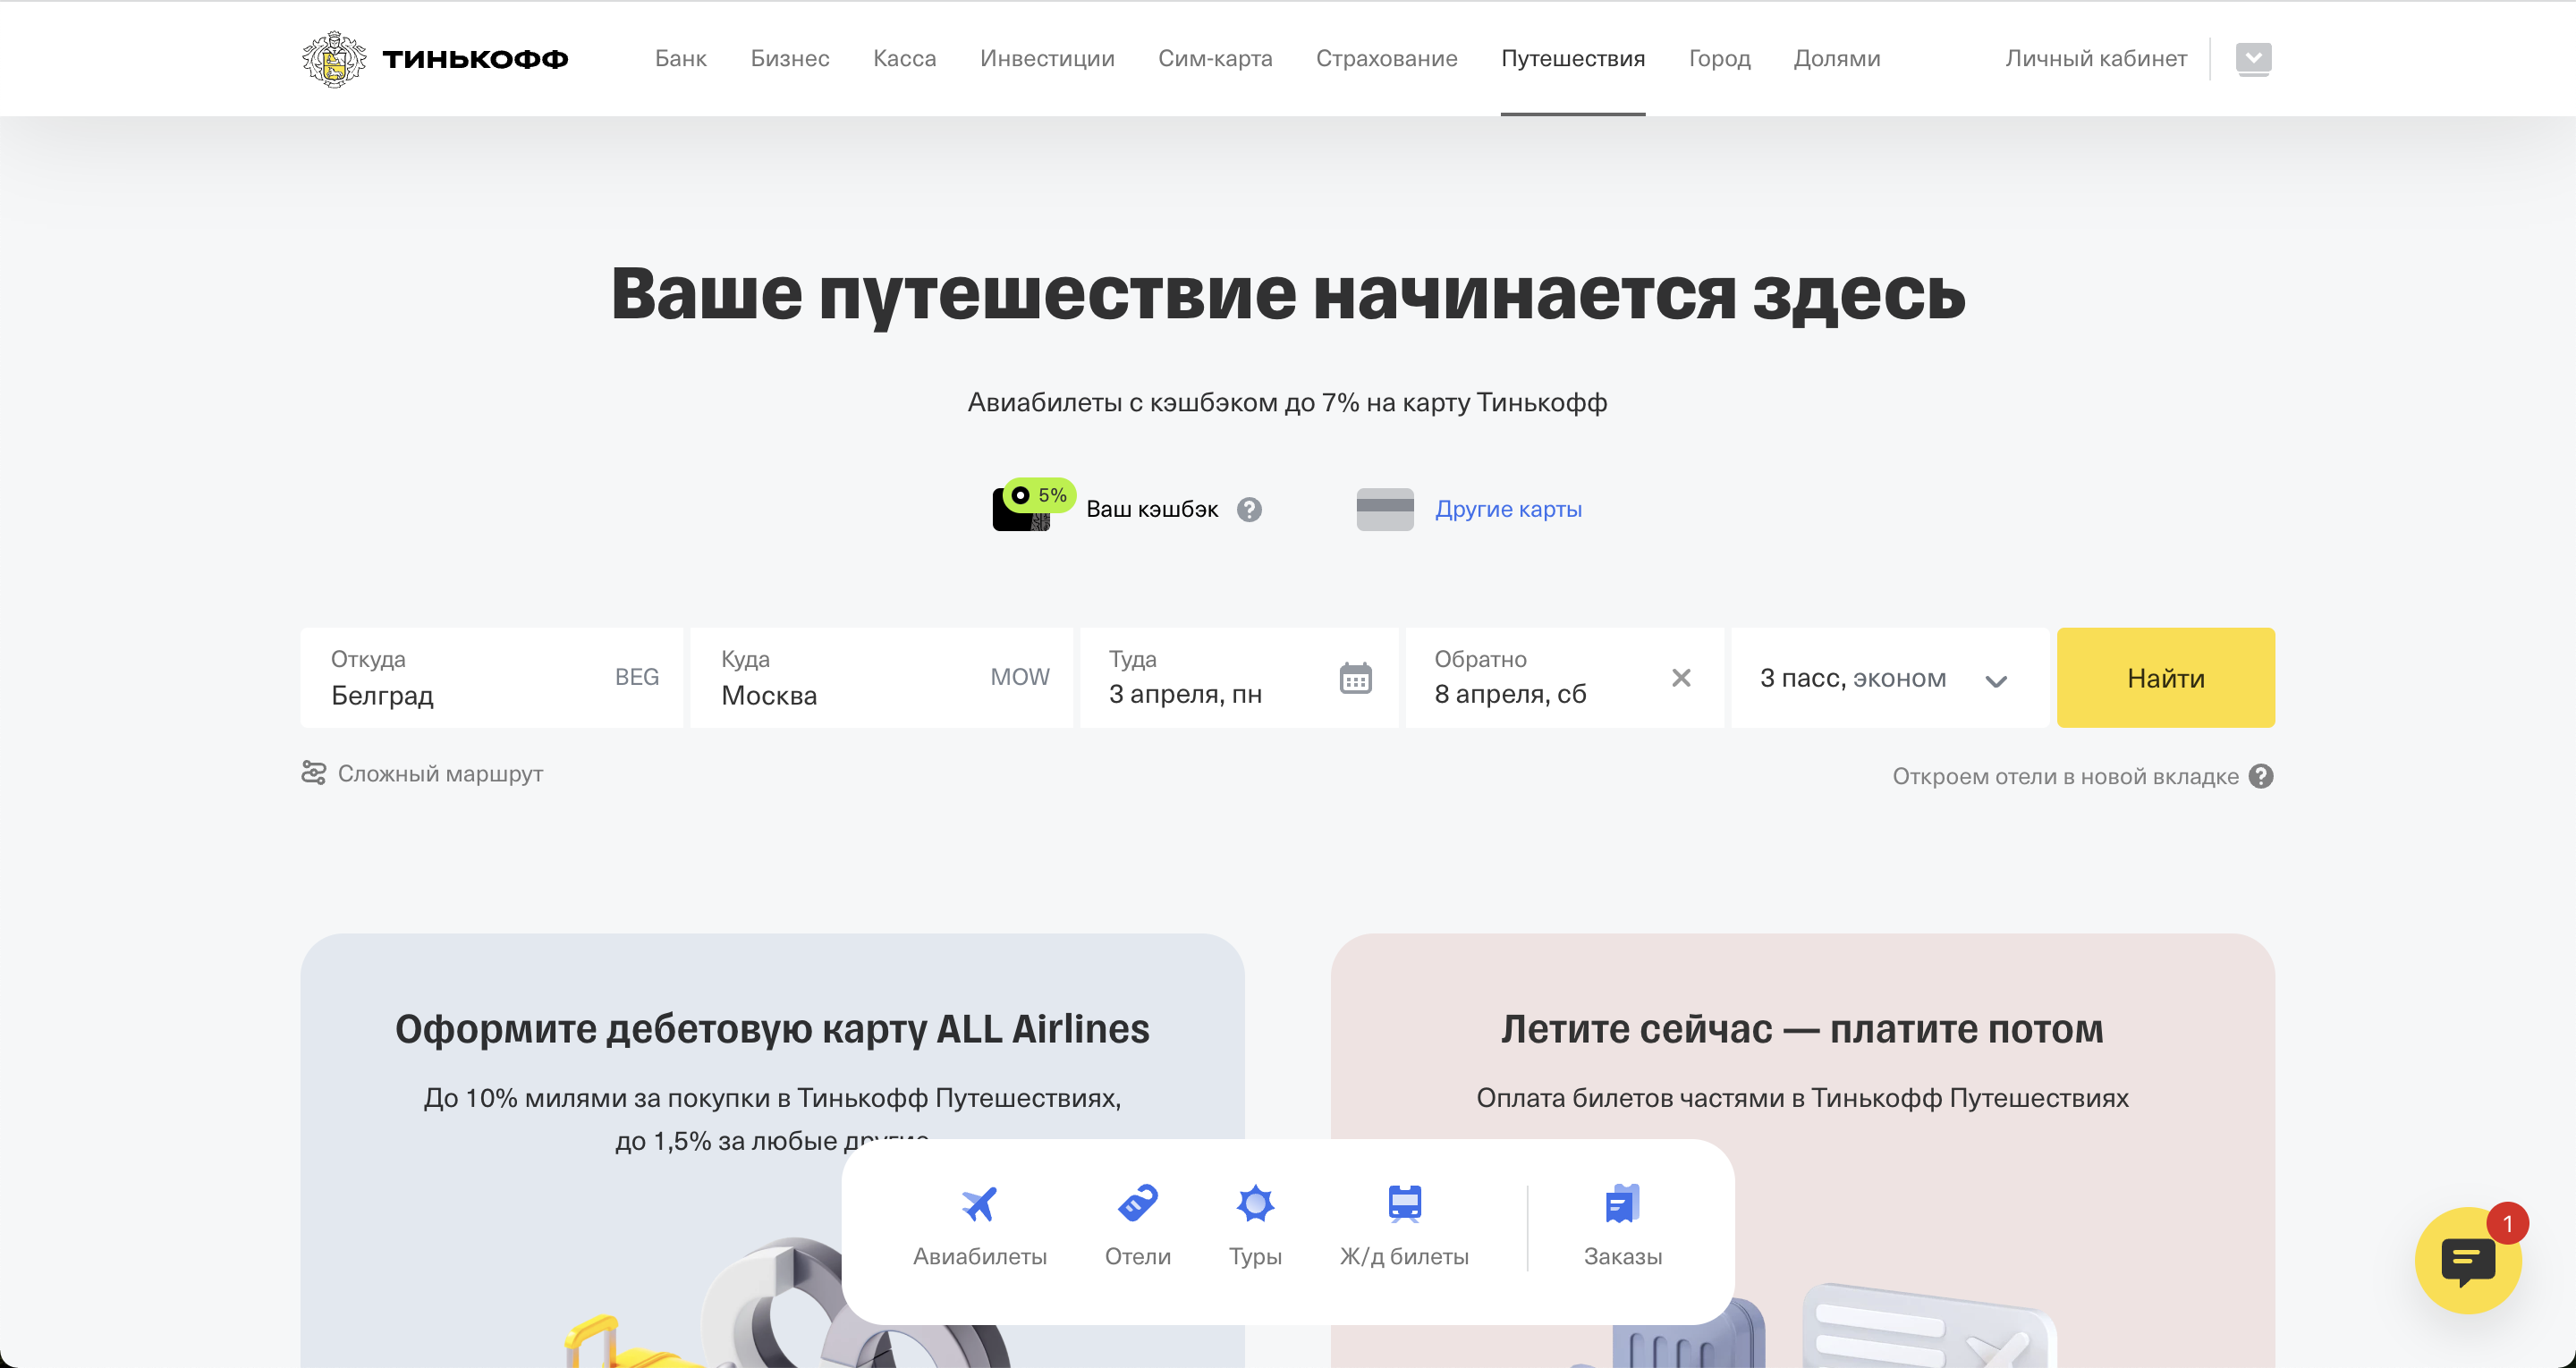 ТИНЬКОФФ
Банк Бизнес Касса Инвестиции Сим-карта Страхование Путешествия Город Долями Личный кабинет
Ваше путешествие начинается здесь
Авиабилеты с кэшбэком до 7% на карту Тинькофф
5% Ваш кэшбэк ? Другие карты
Откуда
Белград
BEG
Куда
Москва
MOW
Туда
3 апреля, пн
Обратно
8 апреля, сб
3 пасс, эконом
Найти
Сложный маршрут
Откроем отели в новой вкладке ?
Оформите дебетовую карту ALL Airlines
До 10% милями за покупки в Тинькофф Путешествиях,
до 1,5% за любые другие
Летите сейчас — платите потом
Оплата билетов частями в Тинькофф Путешествиях
Авиабилеты Отели Туры Ж/д билеты Заказы
1